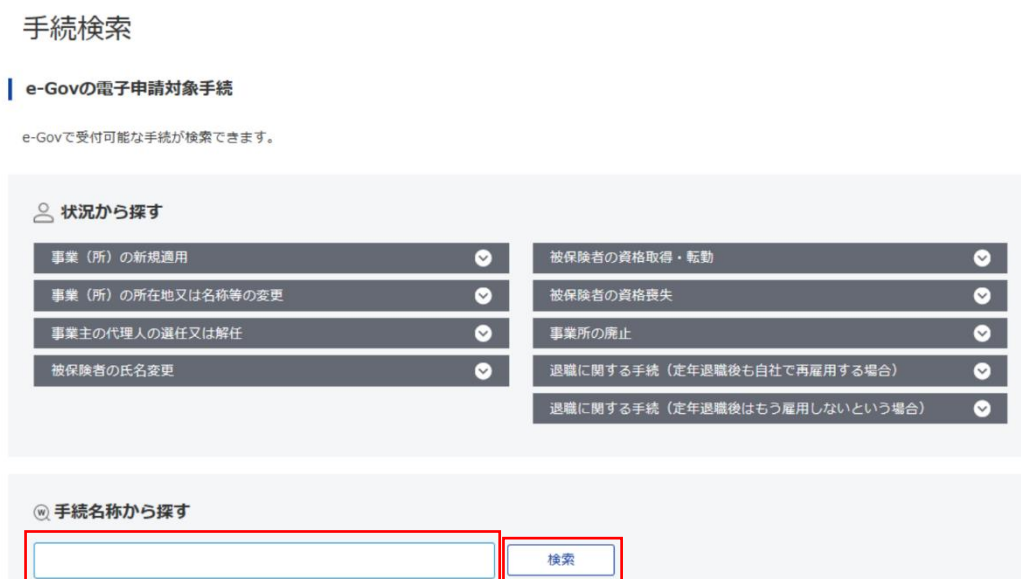 手続検索
e-Govの電子申請対象手続
e-Govで受付可能な手続が検索できます。
状況から探す
事業（所）の新規適用
事業（所）の所在地又は名称等の変更
事業主の代理人の選任又は解任
被保険者の氏名変更
被保険者の資格取得・転勤
被保険者の資格喪失
事業所の廃止
退職に関する手続（定年退職後も自社で再雇用する場合）
退職に関する手続（定年退職後はもう雇用しないという場合）
手続名称から探す
検索